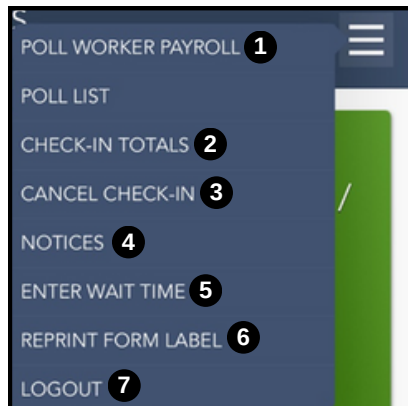 S
POLL WORKER PAYROLL 1
POLL LIST
CHECK-IN TOTALS 2
CANCEL CHECK-IN 3
NOTICES 4
ENTER WAIT TIME 5
REPRINT FORM LABEL 6
LOGOUT 7
/